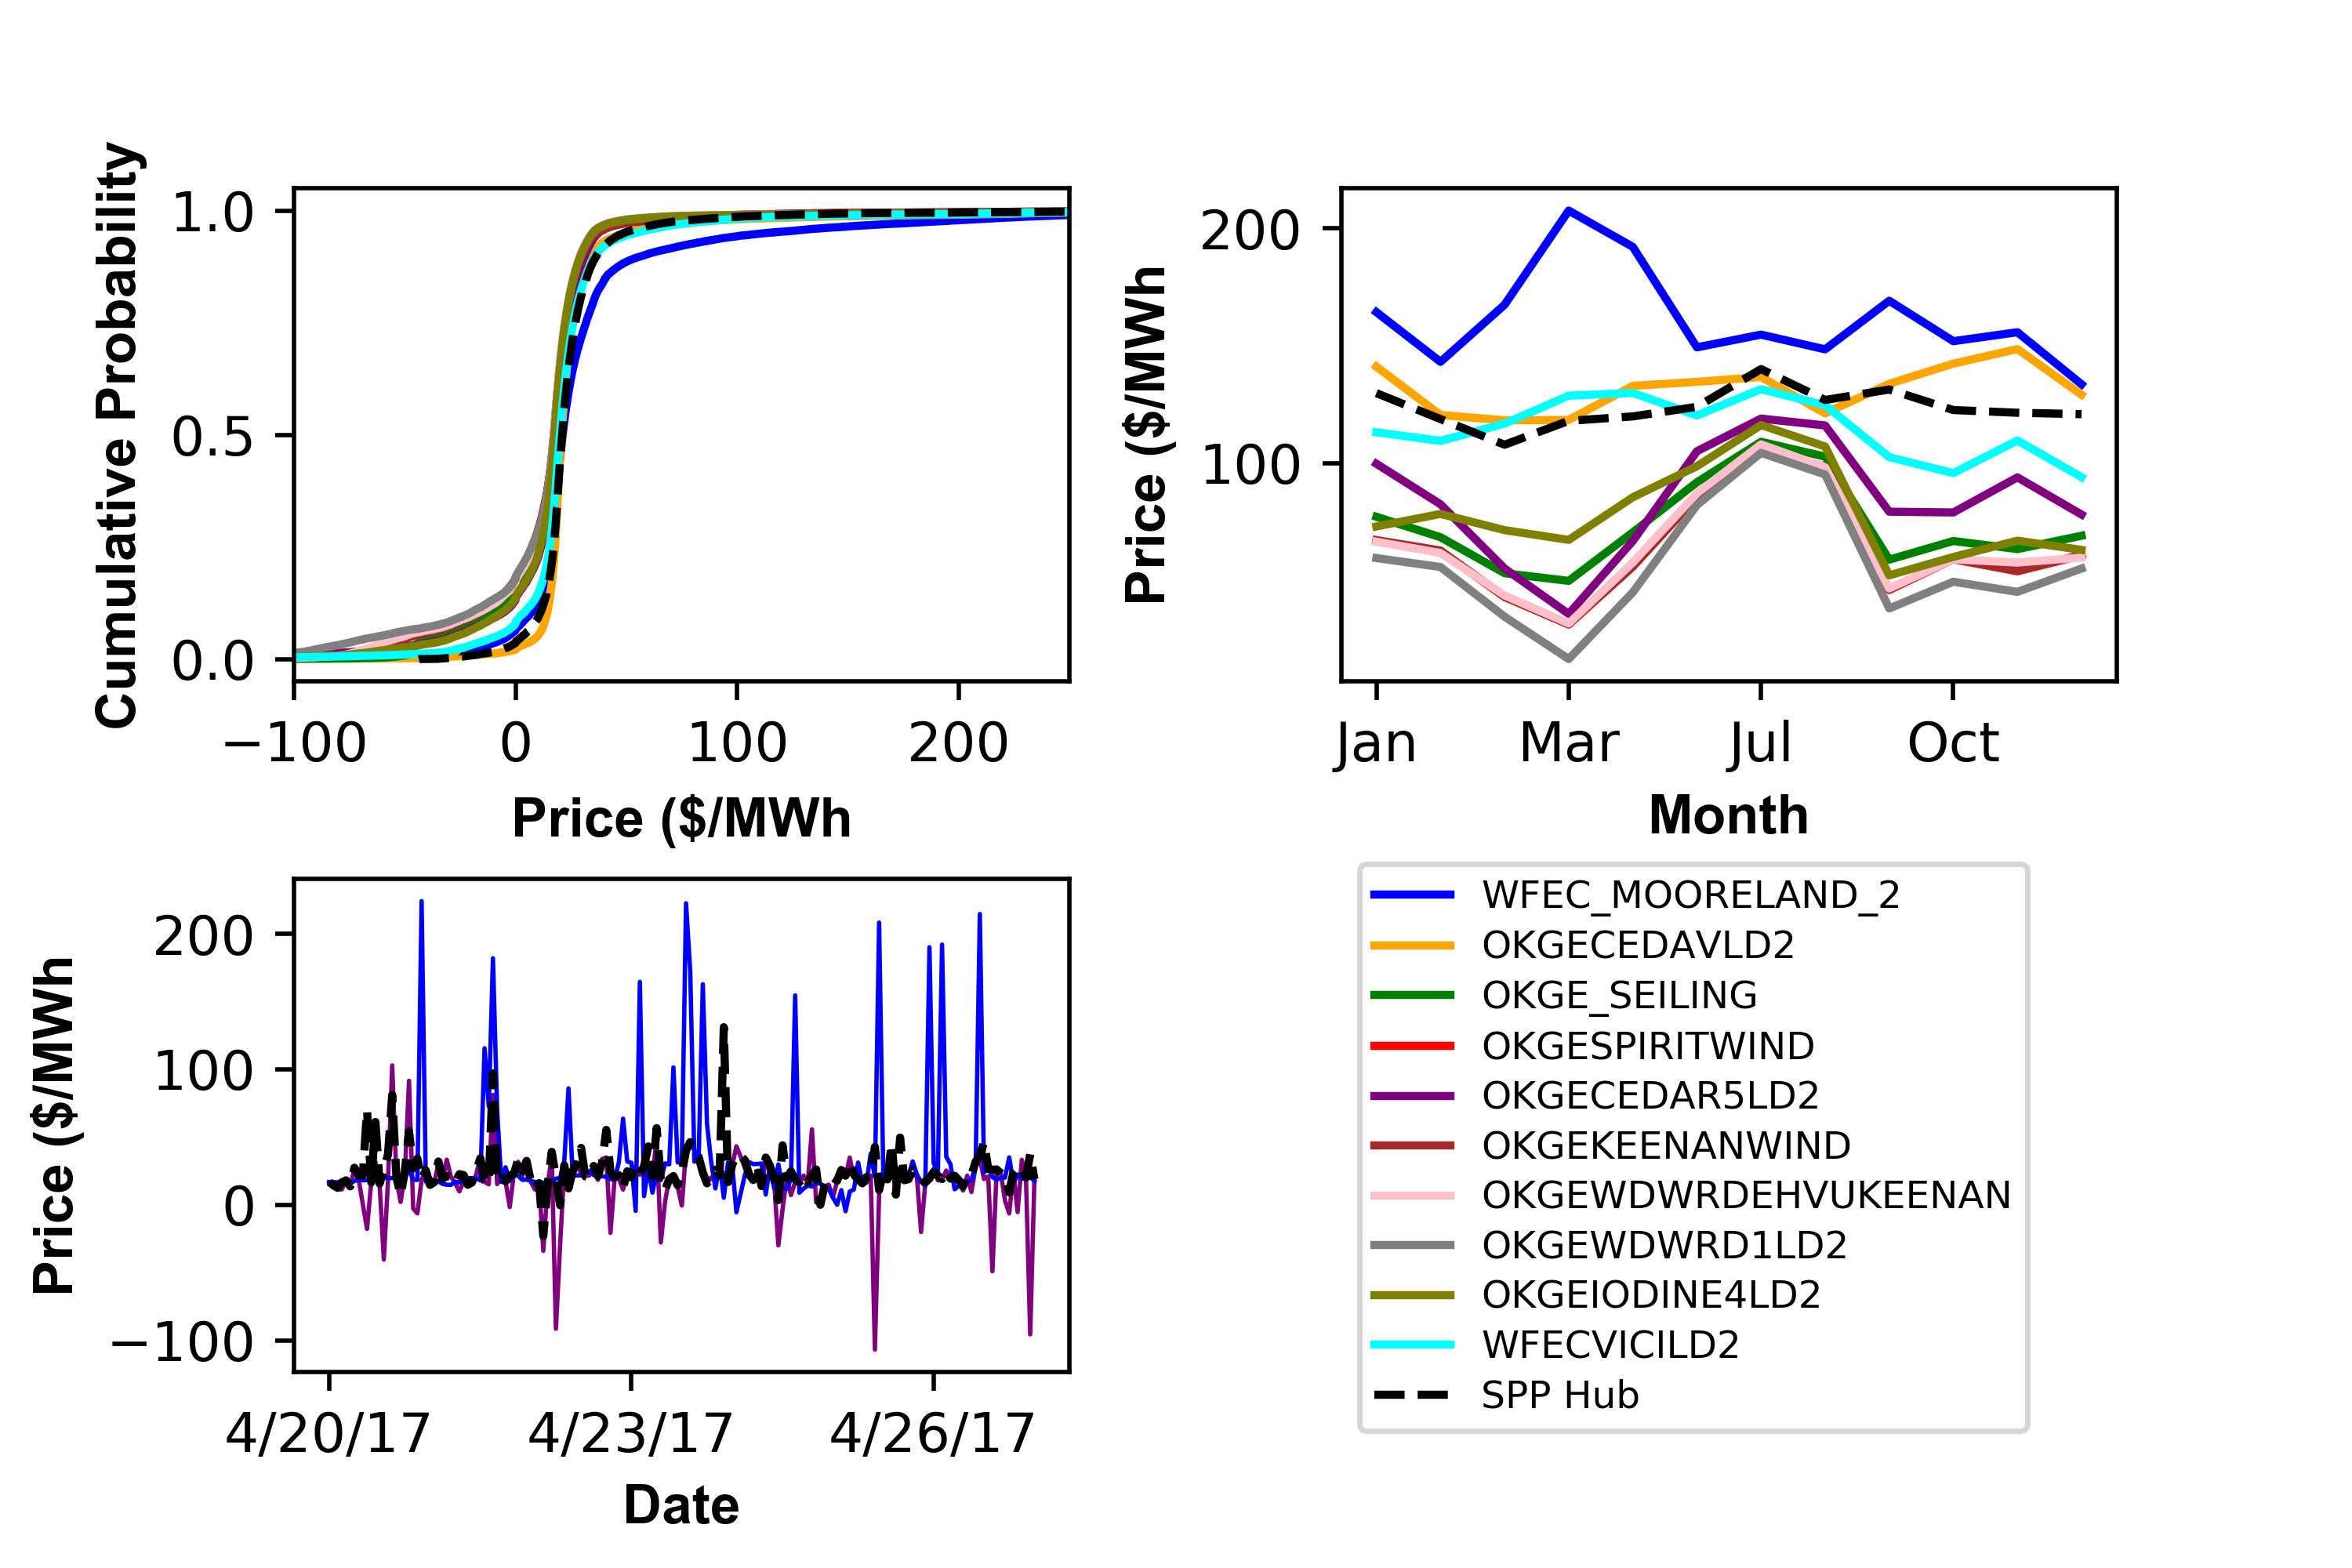 Cumulative Probability
1.0
0.5
0.0
−100 0 100 200
Price ($/MWh
Price ($/MWh
200
100
Jan Mar Jul Oct
Month
Price ($/MWh
200
100
0
−100
4/20/17 4/23/17 4/26/17
Date
WFEC_MOORELAND_2
OKGECEDAVLD2
OKGE_SEILING
OKGESPIRITWIND
OKGECEDAR5LD2
OKGEKEENANWIND
OKGEWDWRDEHVUKEENAN
OKGEWDWRD1LD2
OKGEIODINE4LD2
WFECVICILD2
SPP Hub